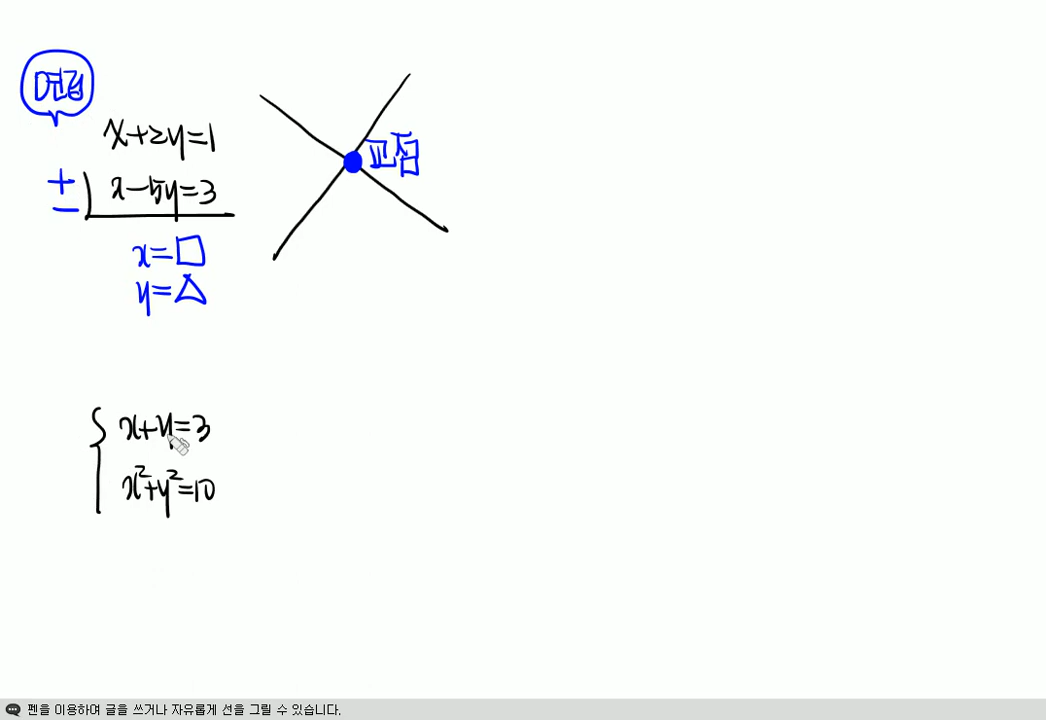 연립
x+2y=1
+
− x-5y=3
x=□
y=△
교점
x+y=3
x²+y²=10
펜을 이용하여 글을 쓰거나 자유롭게 선을 그릴 수 있습니다.